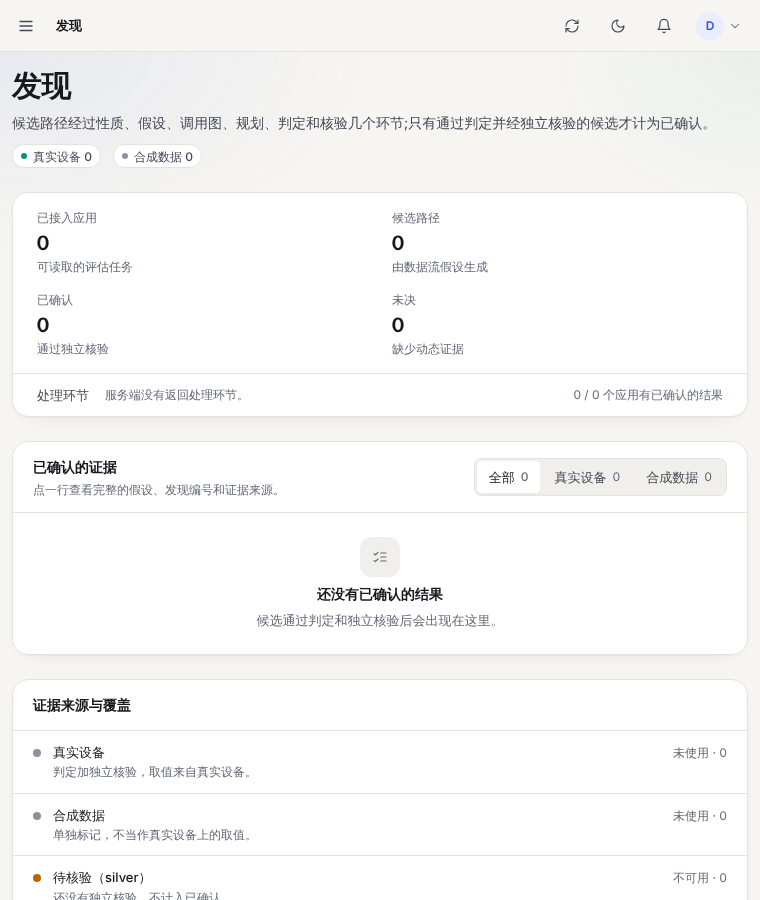 发现
D
发现
候选路径经过性质、假设、调用图、规划、判定和核验几个环节;只有通过判定并经独立核验的候选才计为已确认。
真实设备 0
合成数据 0
已接入应用
0
可读取的评估任务
候选路径
0
由数据流假设生成
已确认
0
通过独立核验
未决
0
缺少动态证据
处理环节 服务端没有返回处理环节。 0 / 0 个应用有已确认的结果
已确认的证据
点一行查看完整的假设、发现编号和证据来源。
全部 0 真实设备 0 合成数据 0
还没有已确认的结果
候选通过判定和独立核验后会出现在这里。
证据来源与覆盖
真实设备 未使用 · 0
判定加独立核验，取值来自真实设备。
合成数据 未使用 · 0
单独标记，不当作真实设备上的取值。
待核验（silver） 不可用 · 0
还没有独立核验，不计入已确认